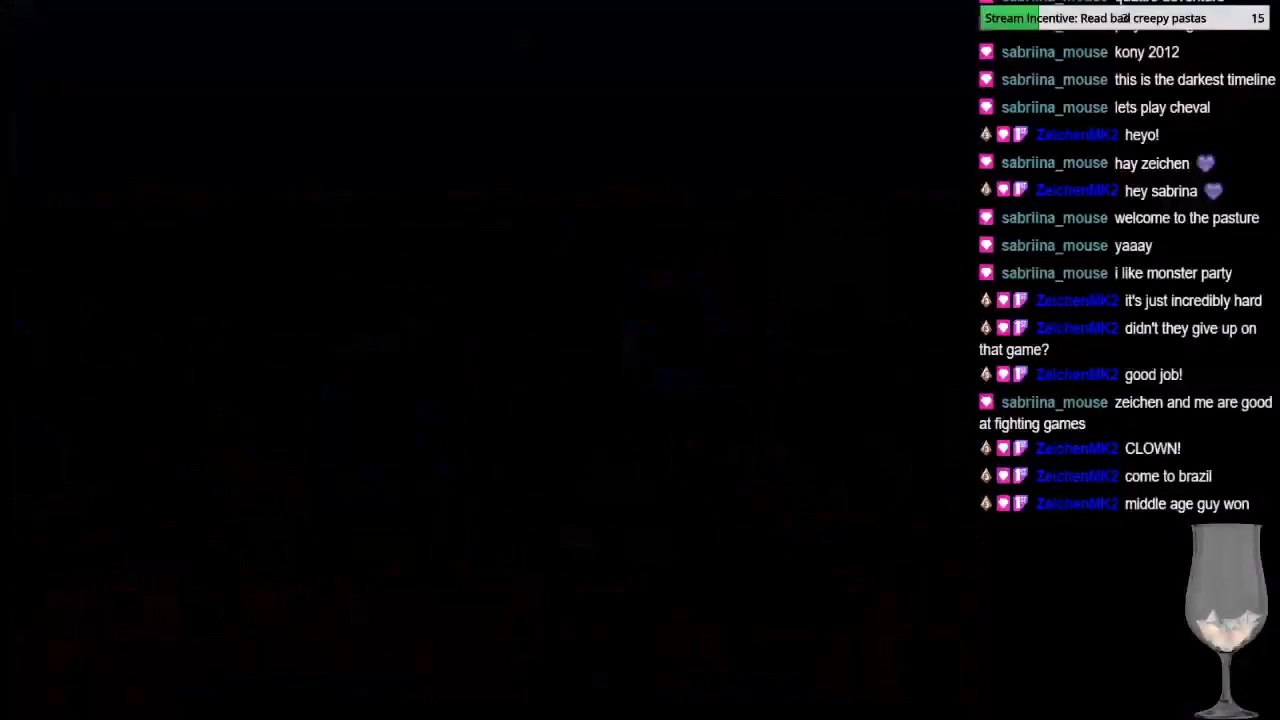 Stream Incentive: Read bad creepy pastas 15
sabriina_mouse kony 2012
sabriina_mouse this is the darkest timeline
sabriina_mouse lets play cheval
ZeichenMK2 heyo!
sabriina_mouse hay zeichen
ZeichenMK2 hey sabrina
sabriina_mouse welcome to the pasture
sabriina_mouse yaaay
sabriina_mouse i like monster party
ZeichenMK2 it's just incredibly hard
ZeichenMK2 didn't they give up on
that game?
ZeichenMK2 good job!
sabriina_mouse zeichen and me are good
at fighting games
ZeichenMK2 CLOWN!
ZeichenMK2 come to brazil
ZeichenMK2 middle age guy won